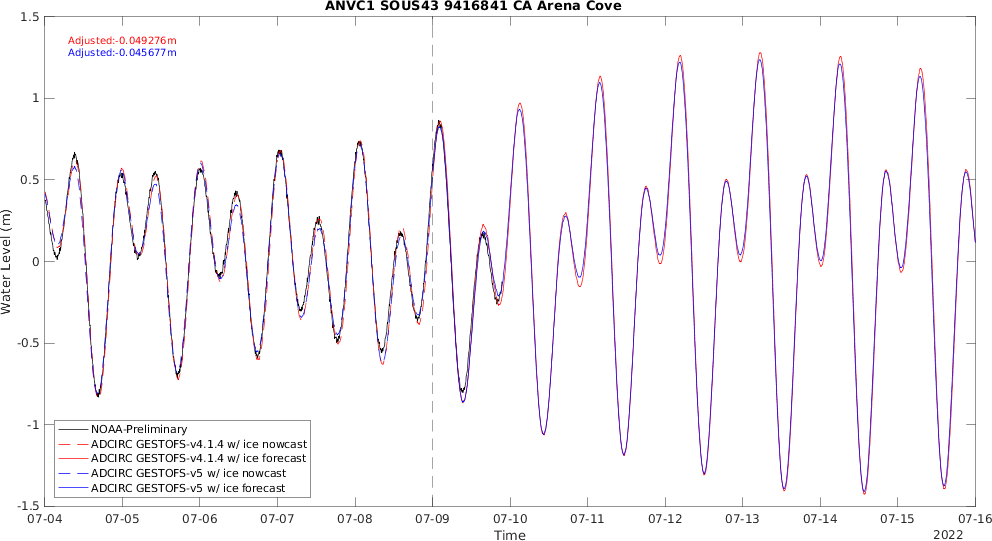 ANVC1 SOUS43 9416841 CA Arena Cove
Adjusted:-0.049276m
Adjusted:-0.045677m
Water Level (m)
1.5
1
0.5
0
-0.5
-1
-1.5
NOAA-Preliminary
ADCIRC GESTOFS-v4.1.4 w/ ice nowcast
ADCIRC GESTOFS-v4.1.4 w/ ice forecast
ADCIRC GESTOFS-v5 w/ ice nowcast
ADCIRC GESTOFS-v5 w/ ice forecast
07-04 07-05 07-06 07-07 07-08 07-09 07-10 07-11 07-12 07-13 07-14 07-15 07-16
Time
2022